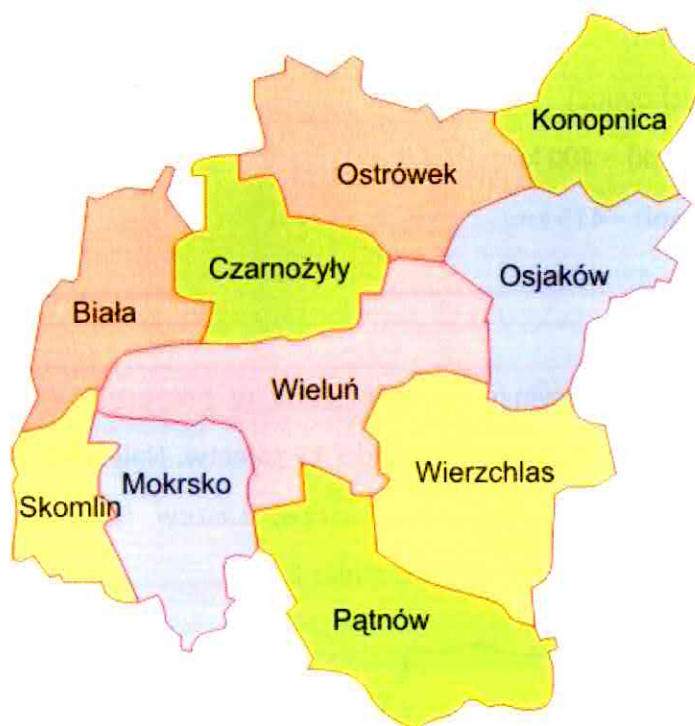 Konopnica
Ostrówek
Czarnożyły
Osjaków
Biała
Wieluń
Wierzchlas
Mokrsko
Skomlin
Pątnów